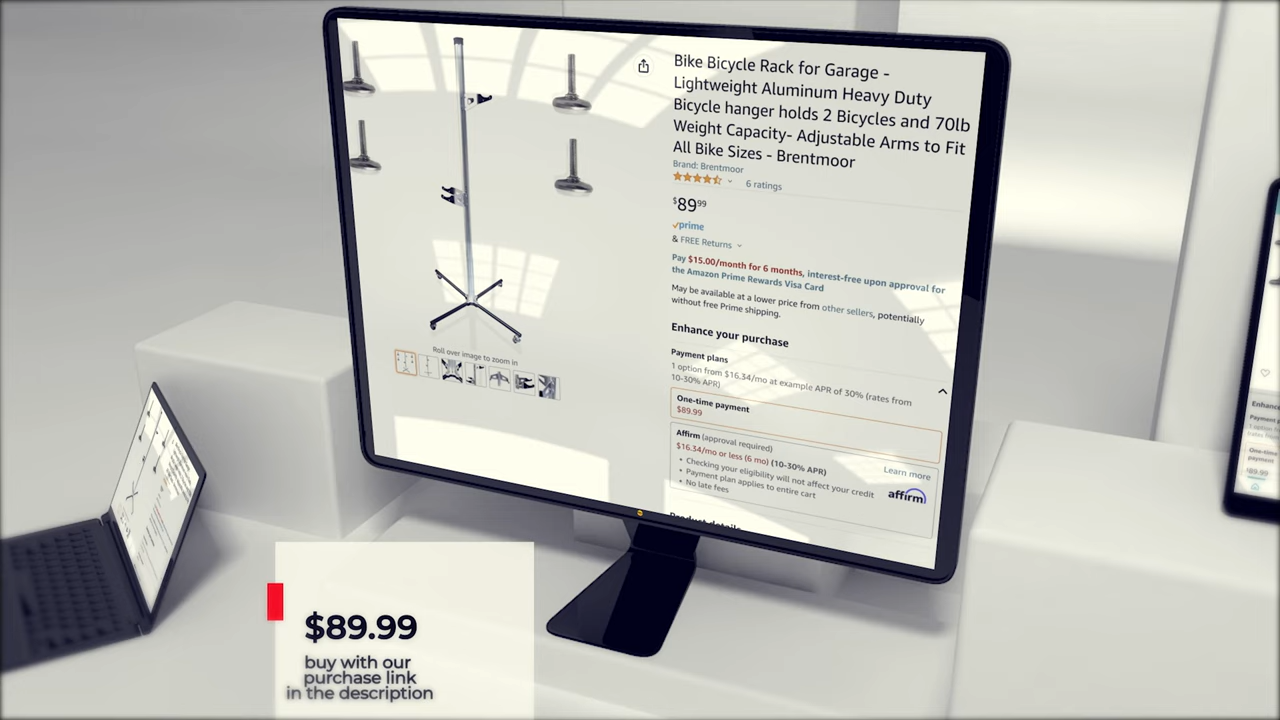 Bike Bicycle Rack for Garage -
Lightweight Aluminum Heavy Duty
Bicycle hanger holds 2 Bicycles and 70lb
Weight Capacity- Adjustable Arms to Fit
All Bike Sizes - Brentmoor
Brand: Brentmoor
6 ratings
$89.99
prime
& FREE Returns
Pay $15.00/month for 6 months, interest-free upon approval for
the Amazon Prime Rewards Visa Card
May be available at a lower price from other sellers, potentially
without free Prime shipping.
Enhance your purchase
Payment plans
1 option from $16.34/mo at example APR of 30% (rates from
10-30% APR)
One-time payment
$89.99
Affirm (approval required)
$16.34/mo or less (6 mo) (10-30% APR)
Learn more
• Checking your eligibility will not affect your credit
• Payment plan applies to entire cart
• No late fees
affirm
Product details
Roll over image to zoom in
$89.99
buy with our
purchase link
in the description